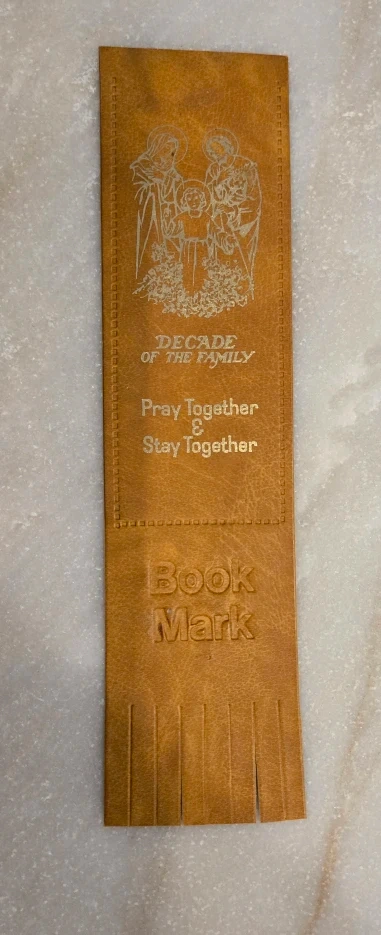 DECADE
OF THE FAMILY
Pray Together
&
Stay Together
Book
Mark